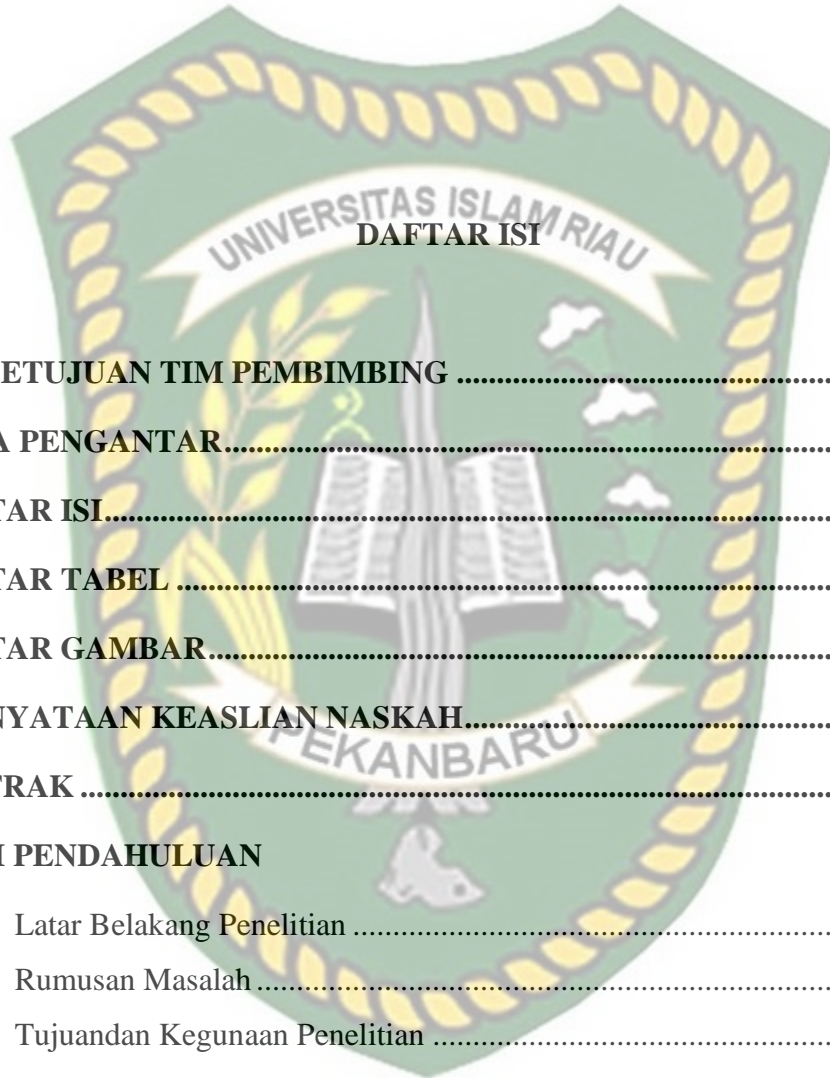 UNIVERSITAS ISLAM RIAU
DAFTAR ISI
ETUJUAN TIM PEMBIMBING ........................................................
A PENGANTAR........................................................................................
TAR ISI........................................................................................................
TAR TABEL ..............................................................................................
TAR GAMBAR..........................................................................................
NYATAAN KEASLIAN NASKAH.......................................................
TRAK ..........................................................................................................
I PENDAHULUAN
Latar Belakang Penelitian ..............................................................
Rumusan Masalah ..........................................................................
Tujuandan Kegunaan Penelitian ....................................................
PEKANBARU